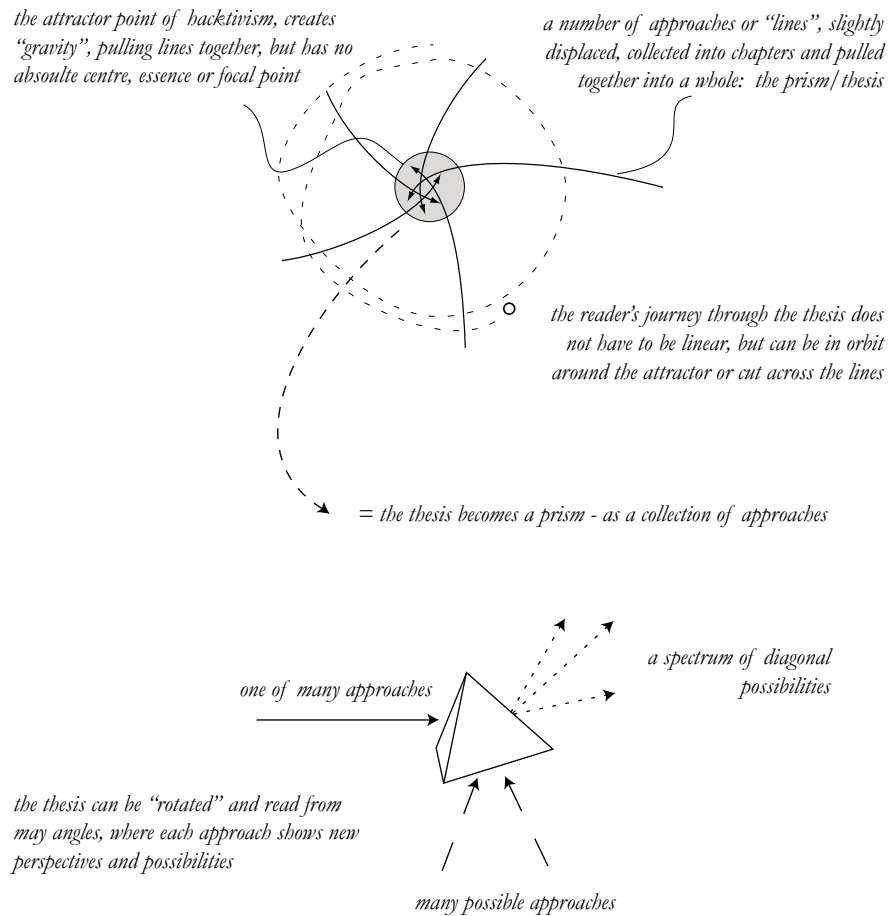 the attractor point of hacktivism, creates
“gravity”, pulling lines together, but has no
absoulte centre, essence or focal point
a number of approaches or “lines”, slightly
displaced, collected into chapters and pulled
together into a whole: the prism/thesis
the reader’s journey through the thesis does
not have to be linear, but can be in orbit
around the attractor or cut across the lines
= the thesis becomes a prism - as a collection of approaches
a spectrum of diagonal
possibilities
one of many approaches
the thesis can be “rotated” and read from
may angles, where each approach shows new
perspectives and possibilities
many possible approaches